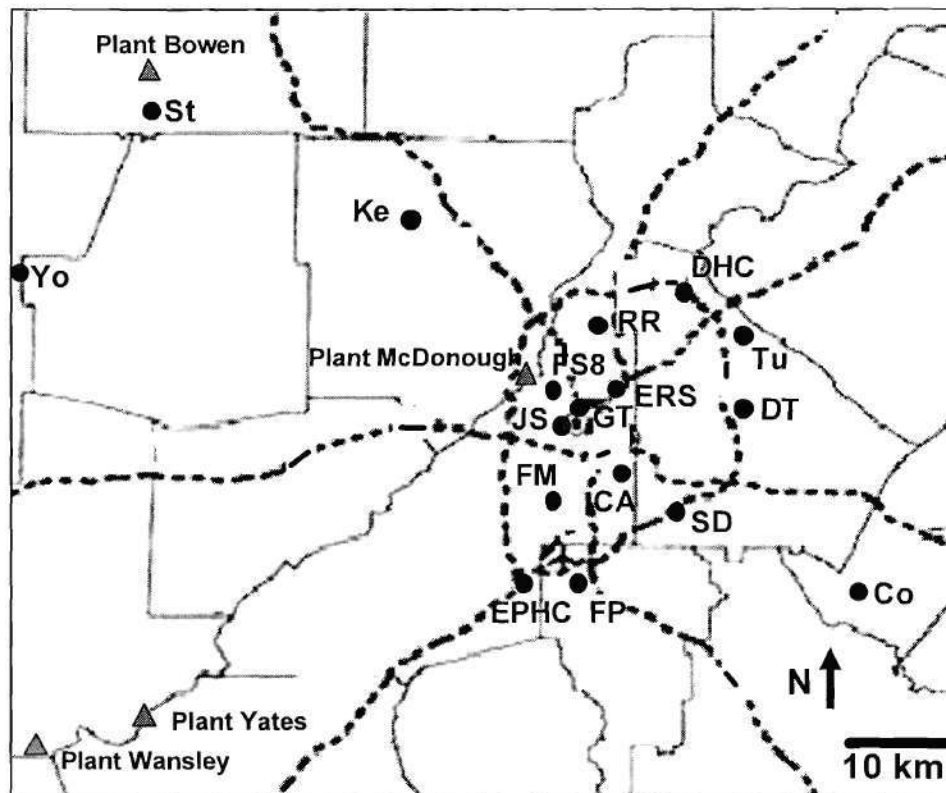 Plant Bowen
St
Ke
Yo
DHC
RR
Plant McDonough
FS8
Tu
ERS
JS
GT
DT
FM
CA
SD
EPHC
FP
Co
N
Plant Yates
Plant Wansley
10 km